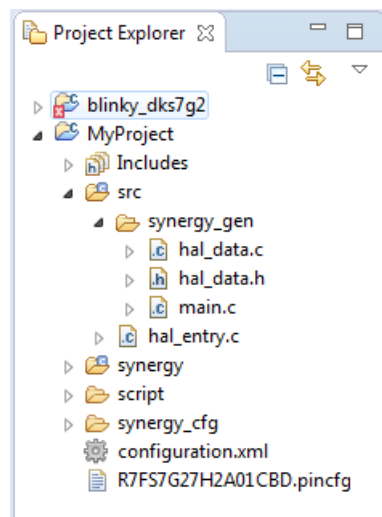 Project Explorer
blinky_dks7g2
MyProject
Includes
src
synergy_gen
hal_data.c
hal_data.h
main.c
hal_entry.c
synergy
script
synergy_cfg
configuration.xml
R7FS7G27H2A01CBD.pincfg